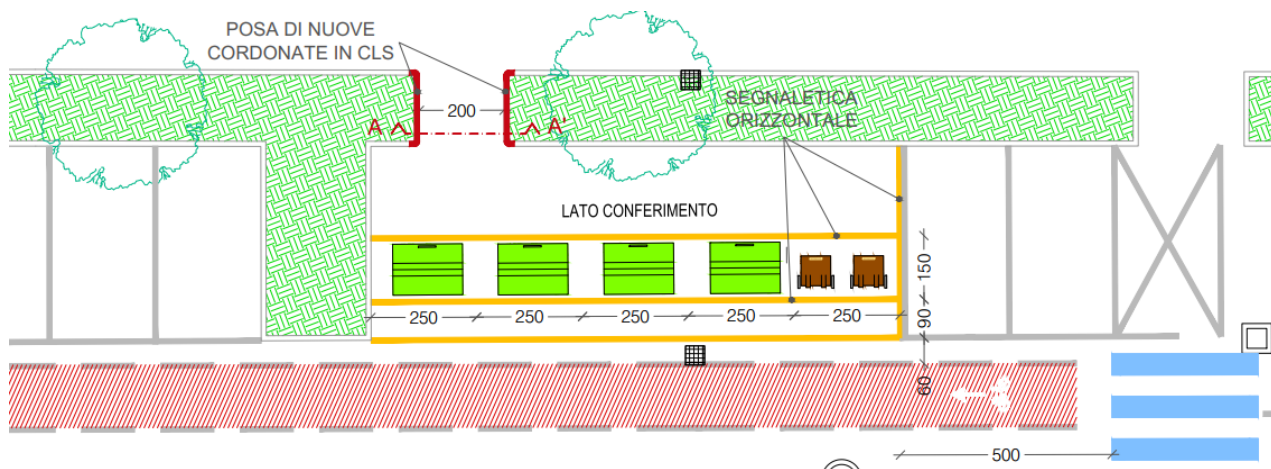 POSA DI NUOVE
CORDONATE IN CLS
200
A A'
SEGNALETICA
ORIZZONTALE
LATO CONFERIMENTO
150
250 250 250 250 250
90
60
500